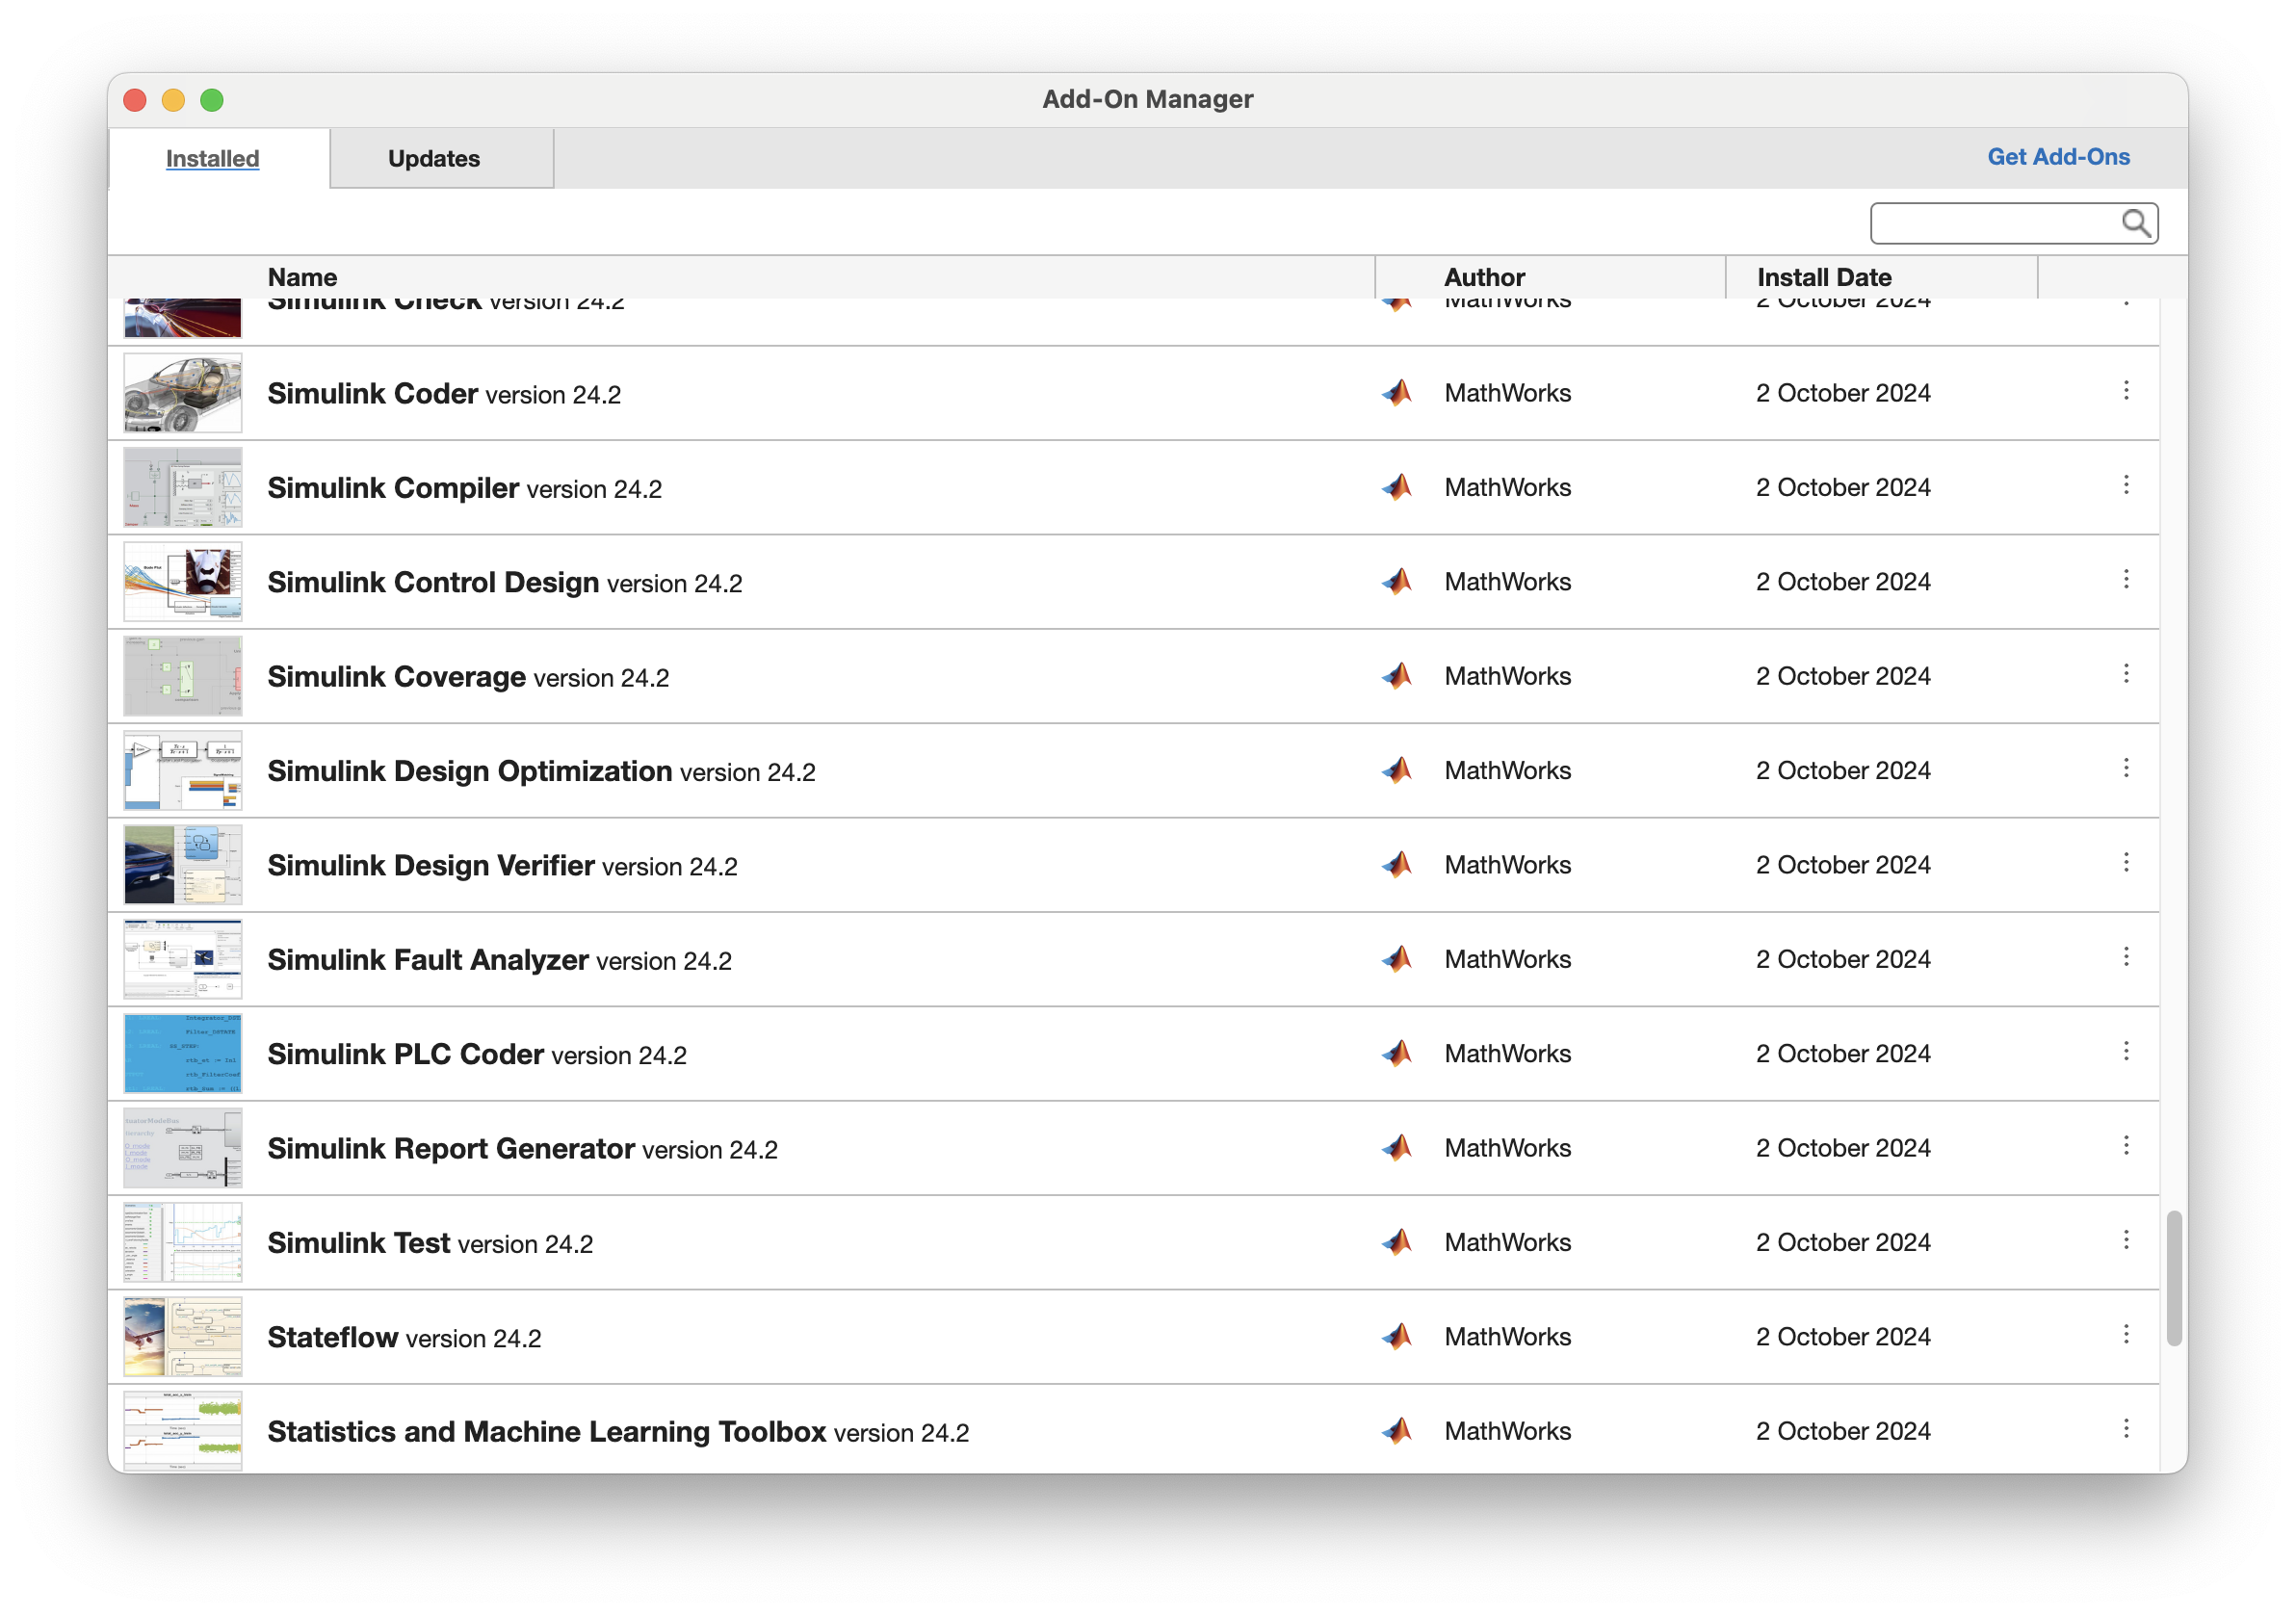 Add-On Manager
Installed
Updates
Get Add-Ons
Name
Author
Install Date
Simulink Check version 24.2 MathWorks 2 October 2024
Simulink Coder version 24.2 MathWorks 2 October 2024
Simulink Compiler version 24.2 MathWorks 2 October 2024
Simulink Control Design version 24.2 MathWorks 2 October 2024
Simulink Coverage version 24.2 MathWorks 2 October 2024
Simulink Design Optimization version 24.2 MathWorks 2 October 2024
Simulink Design Verifier version 24.2 MathWorks 2 October 2024
Simulink Fault Analyzer version 24.2 MathWorks 2 October 2024
Simulink PLC Coder version 24.2 MathWorks 2 October 2024
Simulink Report Generator version 24.2 MathWorks 2 October 2024
Simulink Test version 24.2 MathWorks 2 October 2024
Stateflow version 24.2 MathWorks 2 October 2024
Statistics and Machine Learning Toolbox version 24.2 MathWorks 2 October 2024